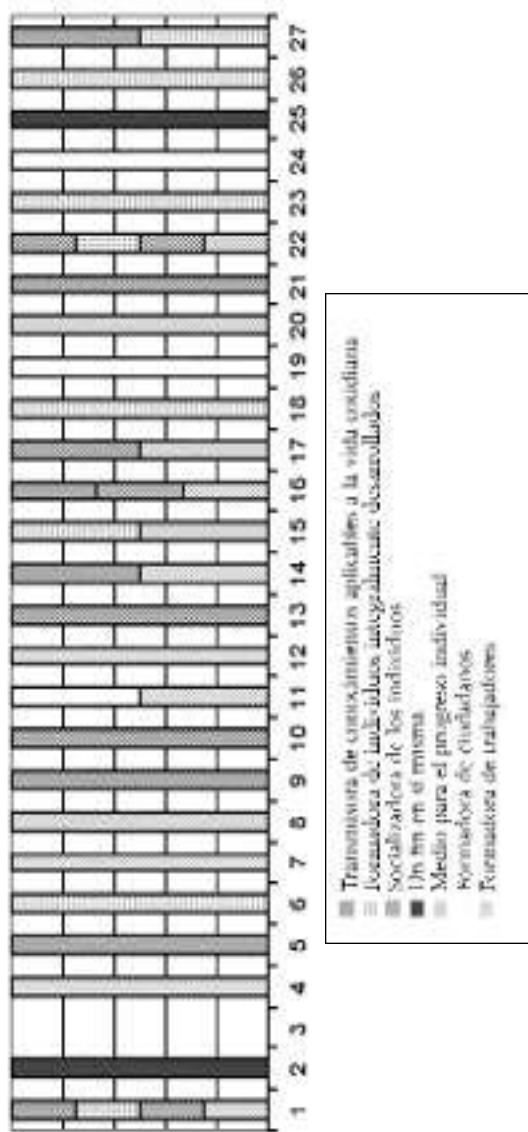 1 2 3 4 5 6 7 8 9 10 11 12 13 14 15 16 17 18 19 20 21 22 23 24 25 26 27
Transmisora de conocimientos aplicables a la vida cotidiana
Formadora de individuos integralmente desarrollados
Socializadora de los individuos
Un fin en sí misma
Medio para el progreso individual
Formadora de ciudadanos
Formadora de trabajadores